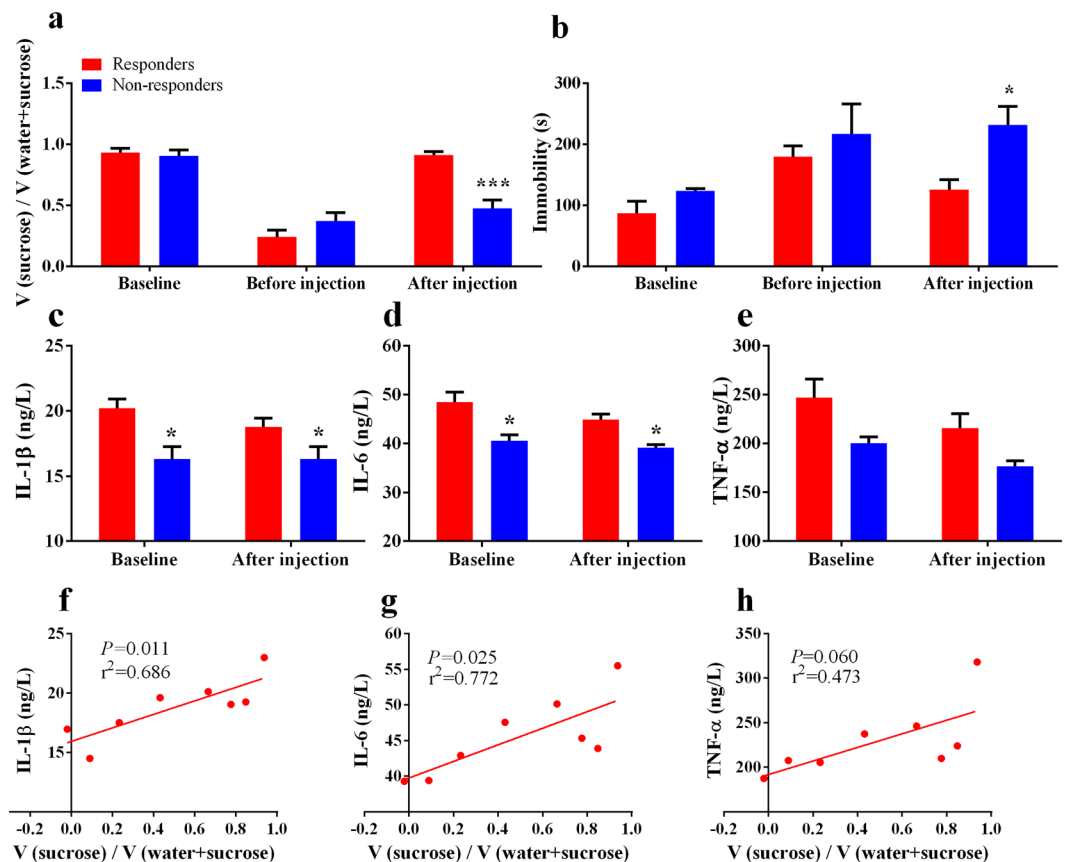 a
V (sucrose) / V (water+sucrose)
Responders
Non-responders
1.5
1.0
0.5
0.0
***
Baseline
Before injection
After injection
b
Immobility (s)
300
200
100
0
*
Baseline
Before injection
After injection
c
IL-1β (ng/L)
25
20
15
10
*
*
Baseline
After injection
d
IL-6 (ng/L)
60
50
40
30
20
*
*
Baseline
After injection
e
TNF-α (ng/L)
300
250
200
150
100
Baseline
After injection
f
IL-1β (ng/L)
25
20
15
P=0.011
r²=0.686
-0.2
0.0
0.2
0.4
0.6
0.8
1.0
V (sucrose) / V (water+sucrose)
g
IL-6 (ng/L)
60
55
50
45
40
P=0.025
r²=0.772
-0.2
0.0
0.2
0.4
0.6
0.8
1.0
V (sucrose) / V (water+sucrose)
h
TNF-α (ng/L)
350
300
250
200
P=0.060
r²=0.473
-0.2
0.0
0.2
0.4
0.6
0.8
1.0
V (sucrose) / V (water+sucrose)